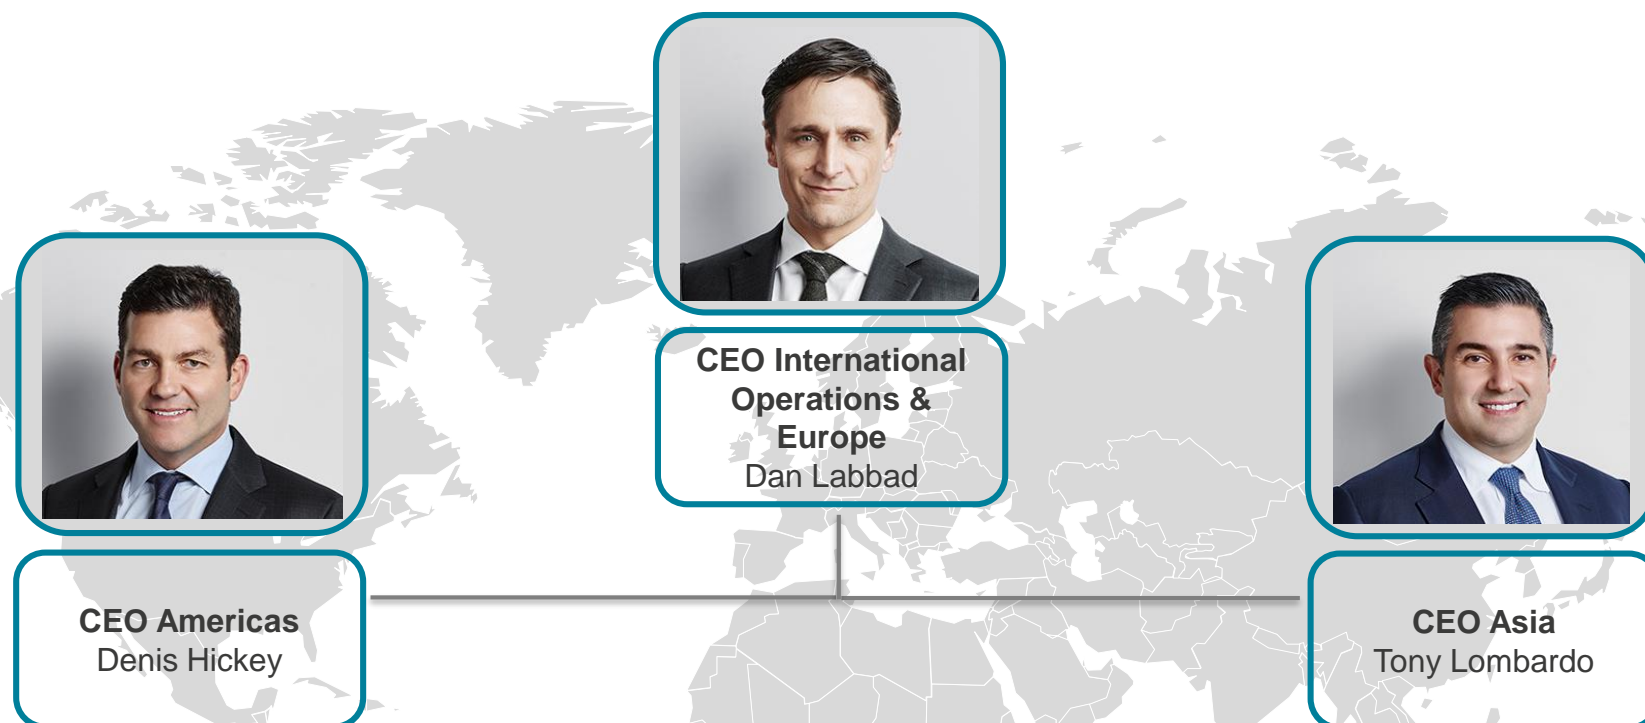 CEO International
Operations &
Europe
Dan Labbad
CEO Americas
Denis Hickey
CEO Asia
Tony Lombardo